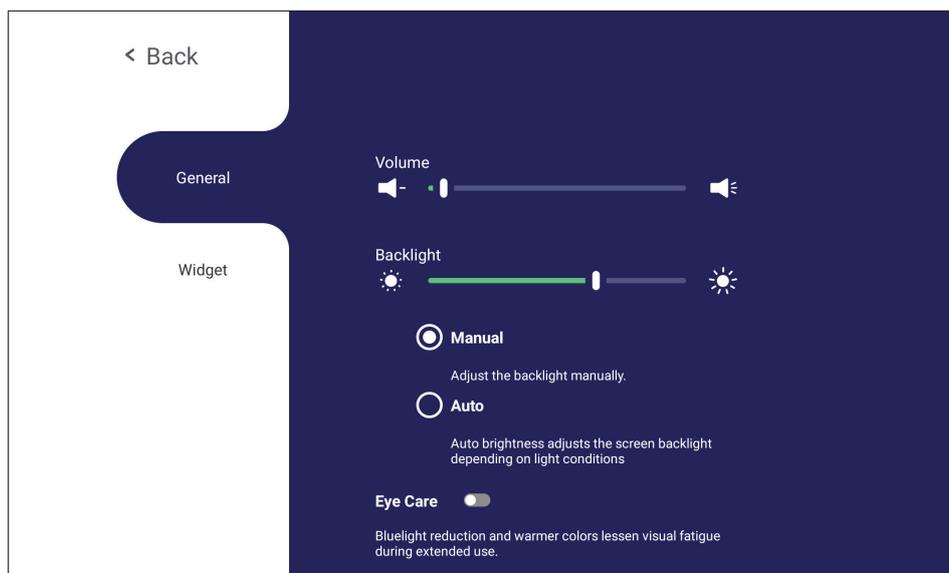 Back
General
Widget
Volume
Backlight
Manual
Adjust the backlight manually.
Auto
Auto brightness adjusts the screen backlight
depending on light conditions
Eye Care
Bluelight reduction and warmer colors lessen visual fatigue
during extended use.